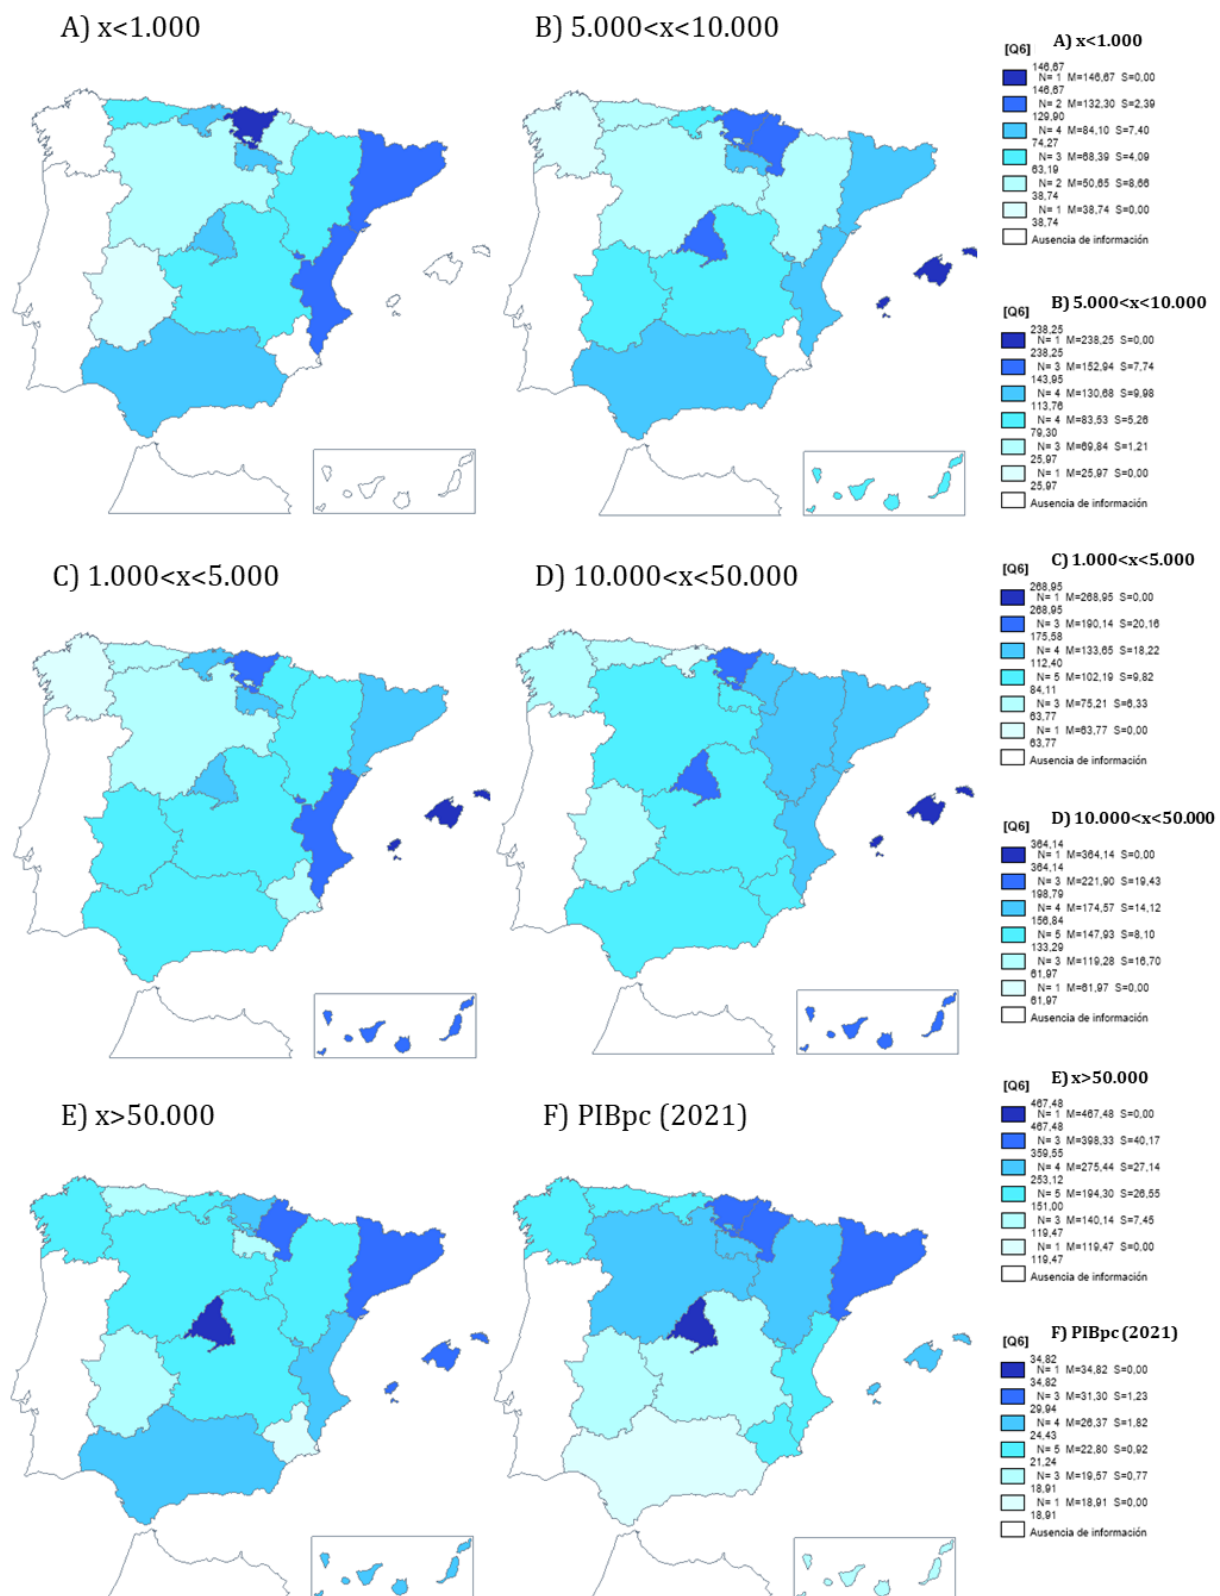 A) x<1.000
B) 5.000<x<10.000
[Q6] A) x<1.000
146,67
N= 1 M=146,67 S=0,00
146,67
N= 2 M=132,30 S=2,39
129,90
N= 4 M=84,10 S=7,40
74,27
N= 3 M=68,39 S=4,09
63,19
N= 2 M=50,65 S=8,66
38,74
N= 1 M=38,74 S=0,00
38,74
Ausencia de información
[Q6] B) 5.000<x<10.000
238,25
N= 1 M=238,25 S=0,00
238,25
N= 3 M=152,94 S=7,74
143,95
N= 4 M=130,68 S=9,98
113,76
N= 4 M=83,53 S=5,26
79,30
N= 3 M=69,84 S=1,21
25,97
N= 1 M=25,97 S=0,00
25,97
Ausencia de información
C) 1.000<x<5.000
D) 10.000<x<50.000
[Q6] C) 1.000<x<5.000
268,95
N= 1 M=268,95 S=0,00
268,95
N= 3 M=190,14 S=20,16
175,58
N= 4 M=133,65 S=18,22
112,40
N= 5 M=102,19 S=9,82
84,11
N= 3 M=75,21 S=6,33
63,77
N= 1 M=63,77 S=0,00
63,77
Ausencia de información
[Q6] D) 10.000<x<50.000
364,14
N= 1 M=364,14 S=0,00
364,14
N= 3 M=221,90 S=19,43
198,79
N= 4 M=174,57 S=14,12
156,84
N= 5 M=147,93 S=8,10
133,29
N= 3 M=119,28 S=16,70
61,97
N= 1 M=61,97 S=0,00
61,97
Ausencia de información
E) x>50.000
F) PIBpc (2021)
[Q6] E) x>50.000
467,48
N= 1 M=467,48 S=0,00
467,48
N= 3 M=398,33 S=40,17
359,55
N= 4 M=275,44 S=27,14
253,12
N= 5 M=194,30 S=26,55
151,00
N= 3 M=140,14 S=7,45
119,47
N= 1 M=119,47 S=0,00
119,47
Ausencia de información
[Q6] F) PIBpc (2021)
34,82
N= 1 M=34,82 S=0,00
34,82
N= 3 M=31,30 S=1,23
29,94
N= 4 M=26,37 S=1,82
24,43
N= 5 M=22,80 S=0,92
21,24
N= 3 M=19,57 S=0,77
18,91
N= 1 M=18,91 S=0,00
18,91
Ausencia de información